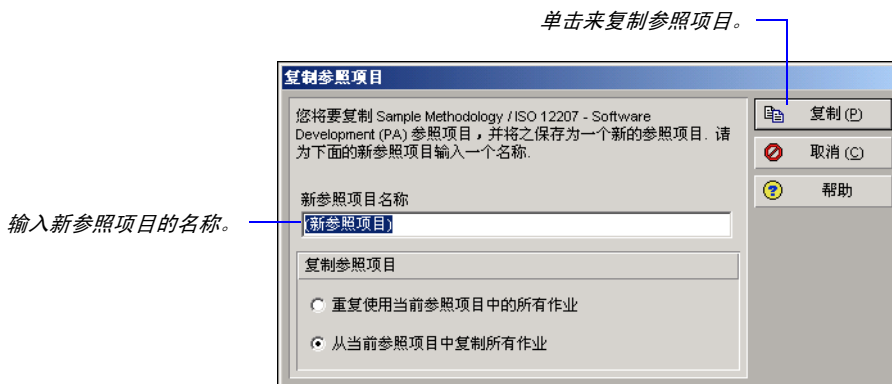 单击来复制参照项目。
复制参照项目
您将要复制 Sample Methodology / ISO 12207 - Software
Development (PA) 参照项目，并将之保存为一个新的参照项目. 请
为下面的新参照项目输入一个名称.
复制(P)
取消(C)
帮助
新参照项目名称
输入新参照项目的名称。
(新参照项目)
复制参照项目
重复使用当前参照项目中的所有作业
从当前参照项目中复制所有作业